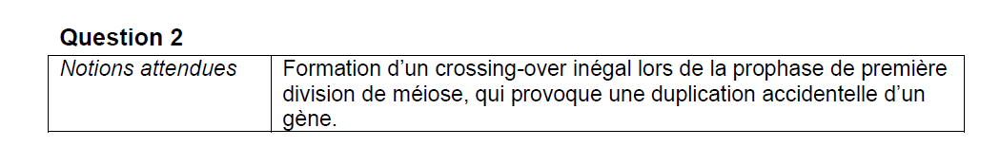 Question 2
Notions attendues
Formation d’un crossing-over inégal lors de la prophase de première
division de méiose, qui provoque une duplication accidentelle d’un
gène.